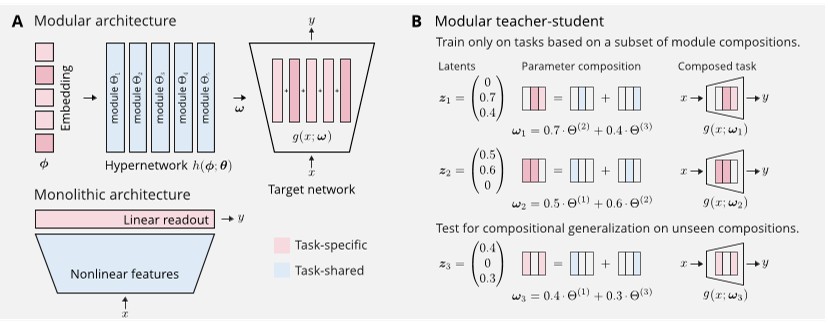 A Modular architecture
Embedding
ϕ
module Θ₁
module Θ₂
module Θ₃
module Θ₄
module Θ₅
Hypernetwork h(ϕ; θ)
ω
y
g(x; ω)
x
Target network
Monolithic architecture
Linear readout
y
Nonlinear features
x
Task-specific
Task-shared
B Modular teacher-student
Train only on tasks based on a subset of module compositions.
Latents Parameter composition Composed task
z₁ = (0 0.7 0.4) = + x → y
ω₁ = 0.7 · Θ⁽²⁾ + 0.4 · Θ⁽³⁾ g(x; ω₁)
z₂ = (0.5 0.6 0) = + x → y
ω₂ = 0.5 · Θ⁽¹⁾ + 0.6 · Θ⁽²⁾ g(x; ω₂)
Test for compositional generalization on unseen compositions.
z₃ = (0.4 0 0.3) = + x → y
ω₃ = 0.4 · Θ⁽¹⁾ + 0.3 · Θ⁽³⁾ g(x; ω₃)